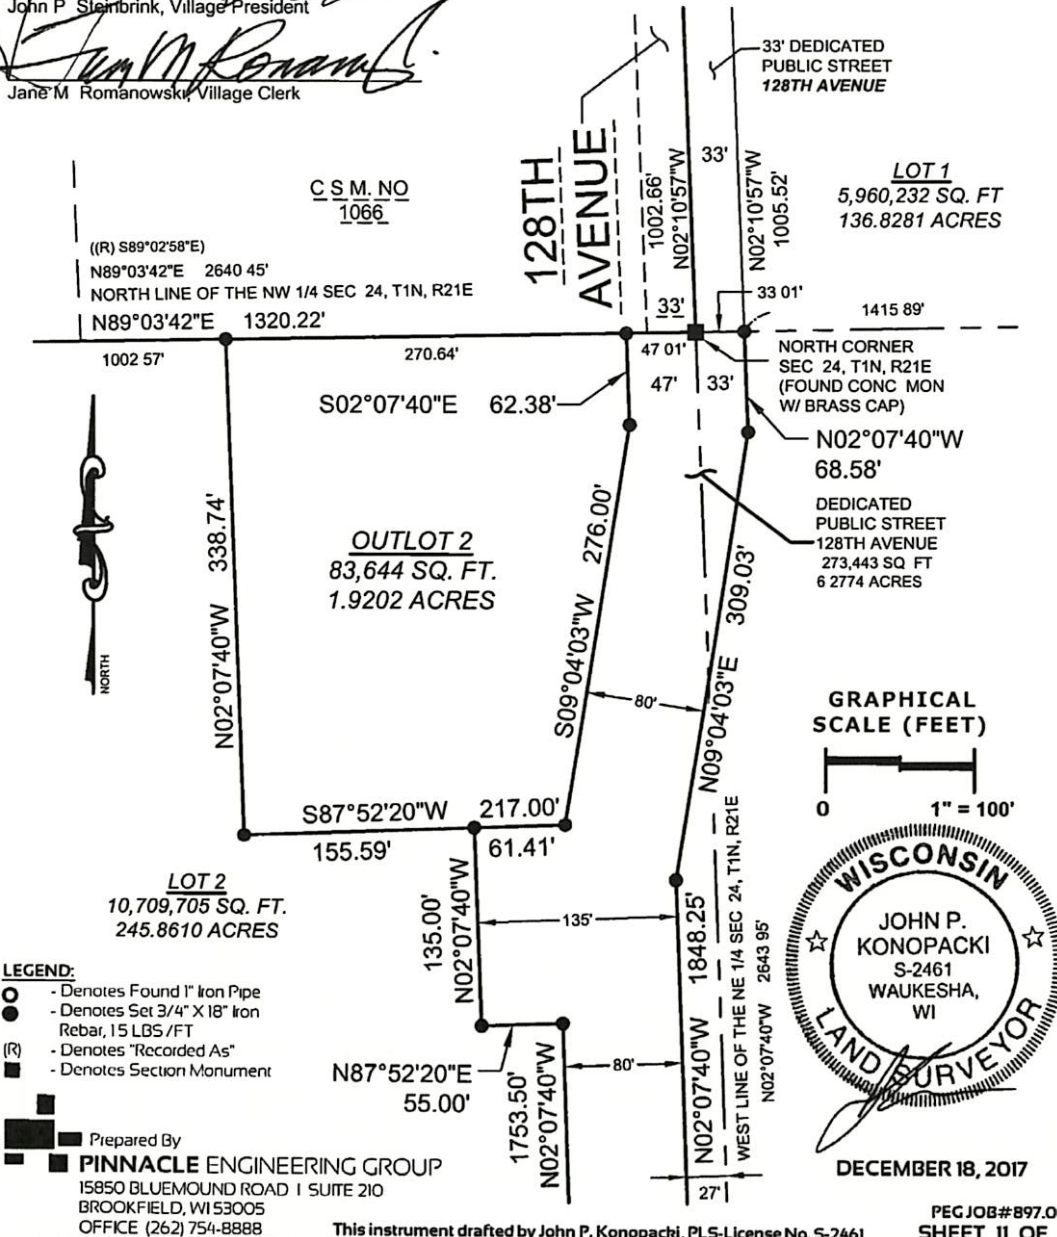 John P Steinbrink, Village President
Jane M Romanowski, Village Clerk
33' DEDICATED
PUBLIC STREET
128TH AVENUE
128TH
AVENUE
1002.66'
N02°10'57"W
33'
N02°10'57"W
1005.52'
LOT 1
5,960,232 SQ. FT
136.8281 ACRES
C S M. NO
1066
((R) S89°02'58"E)
N89°03'42"E 2640 45'
NORTH LINE OF THE NW 1/4 SEC 24, T1N, R21E
N89°03'42"E 1320.22'
1002 57'
270.64'
33'
33 01'
1415 89'
47 01'
47'
33'
NORTH CORNER
SEC 24, T1N, R21E
(FOUND CONC MON
W/ BRASS CAP)
S02°07'40"E 62.38'
N02°07'40"W
68.58'
DEDICATED
PUBLIC STREET
128TH AVENUE
273,443 SQ FT
6 2774 ACRES
NORTH
N02°07'40"W 338.74'
OUTLOT 2
83,644 SQ. FT.
1.9202 ACRES
S09°04'03"W 276.00'
80'
N09°04'03"E 309.03'
GRAPHICAL
SCALE (FEET)
0 1" = 100'
S87°52'20"W 217.00'
155.59' 61.41'
LOT 2
10,709,705 SQ. FT.
245.8610 ACRES
135.00'
N02°07'40"W
135'
N02°07'40"W 1848.25'
WEST LINE OF THE NE 1/4 SEC 24, T1N, R21E
N02°07'40"W 2643 95'
WISCONSIN
JOHN P.
KONOPACKI
S-2461
WAUKESHA,
WI
LAND SURVEYOR
DECEMBER 18, 2017
LEGEND:
- Denotes Found 1" Iron Pipe
- Denotes Set 3/4" X 18" Iron
Rebar, 1 5 LBS /FT
(R) - Denotes "Recorded As"
- Denotes Section Monument
N87°52'20"E
55.00'
1753.50'
N02°07'40"W
80'
27'
Prepared By
PINNACLE ENGINEERING GROUP
15850 BLUEMOUND ROAD I SUITE 210
BROOKFIELD, WI 53005
OFFICE (262) 754-8888
This instrument drafted by John P. Konopacki, PLS-License No. S-2461
PEG JOB#897.0
SHEET 11 OF